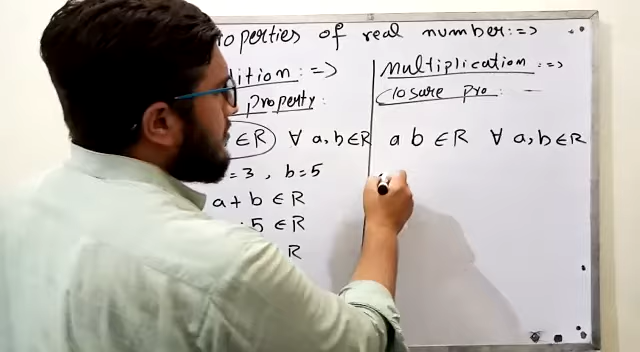 operties of real number:=>
dition :=>
property:
∈R ∀ a,b∈R
= 3 , b=5
a+b ∈ R
5 ∈ R
R
Multiplication :=>
Closure pro. :-
a b ∈R ∀ a,b∈R